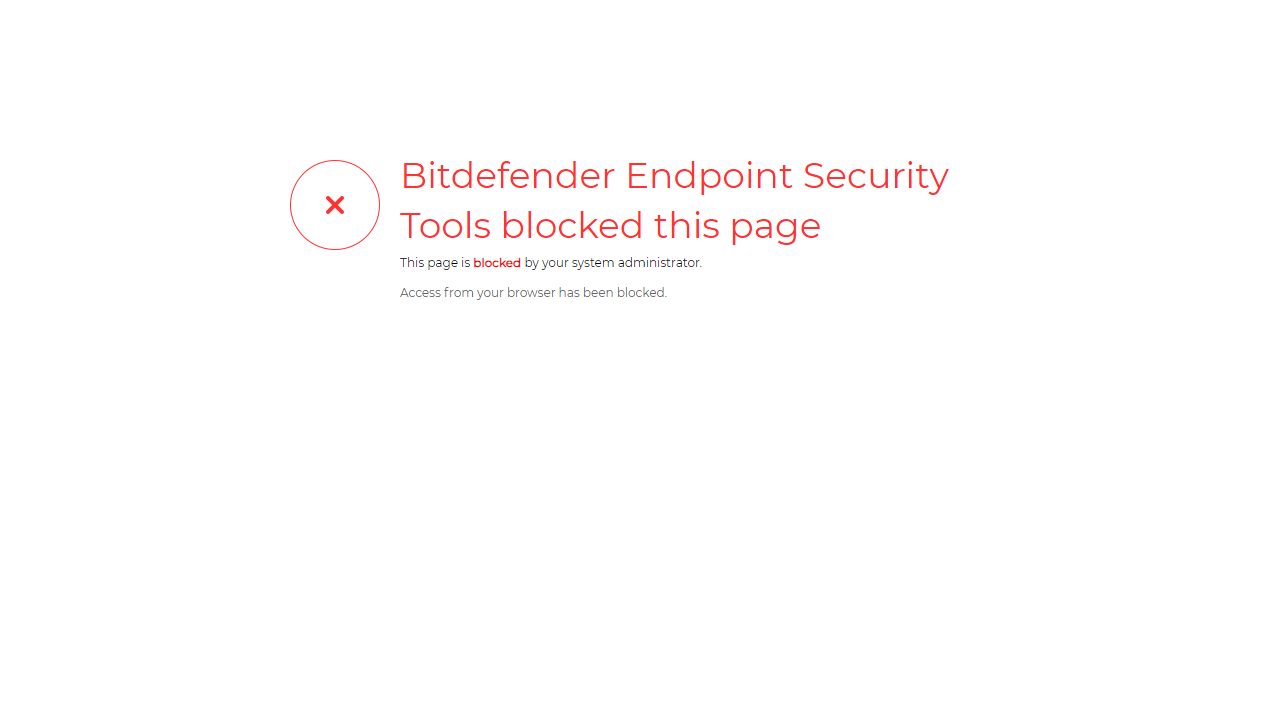 Bitdefender Endpoint Security
Tools blocked this page
This page is blocked by your system administrator.
Access from your browser has been blocked.